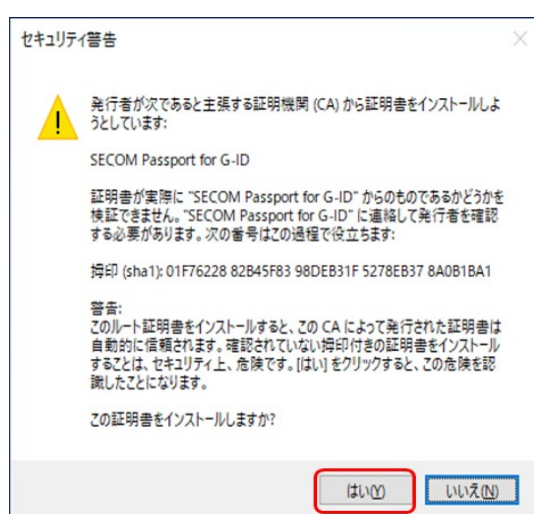 セキュリティ警告
発行者が次であると主張する証明機関 (CA) から証明書をインストールしよ
うとしています:
SECOM Passport for G-ID
証明書が実際に "SECOM Passport for G-ID" からのものであるかどうかを
検証できません。"SECOM Passport for G-ID" に連絡して発行者を確認
する必要があります。次の番号はこの過程で役立ちます:
拇印 (sha1): 01F76228 82B45F83 98DEB31F 5278EB37 8A0B1BA1
警告:
このルート証明書をインストールすると、この CA によって発行された証明書は
自動的に信頼されます。確認されていない拇印付きの証明書をインストール
することは、セキュリティ上、危険です。[はい] をクリックすると、この危険を認
識したことになります。
この証明書をインストールしますか?
はい(Y) いいえ(N)